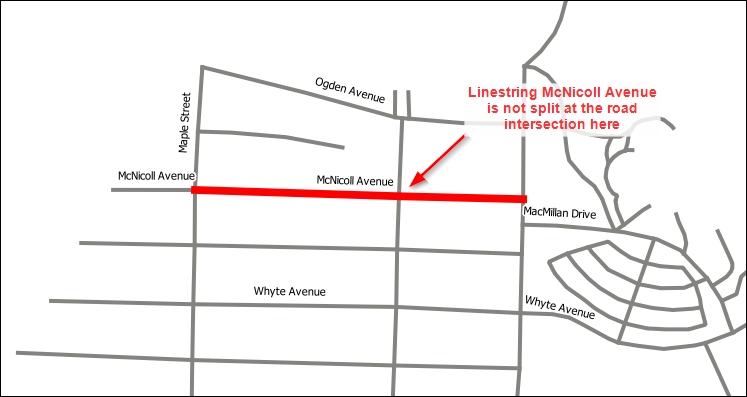 Ogden Avenue
Linestring McNicoll Avenue
is not split at the road
intersection here
Maple Street
McNicoll Avenue
McNicoll Avenue
MacMillan Drive
Whyte Avenue
Whyte Avenue